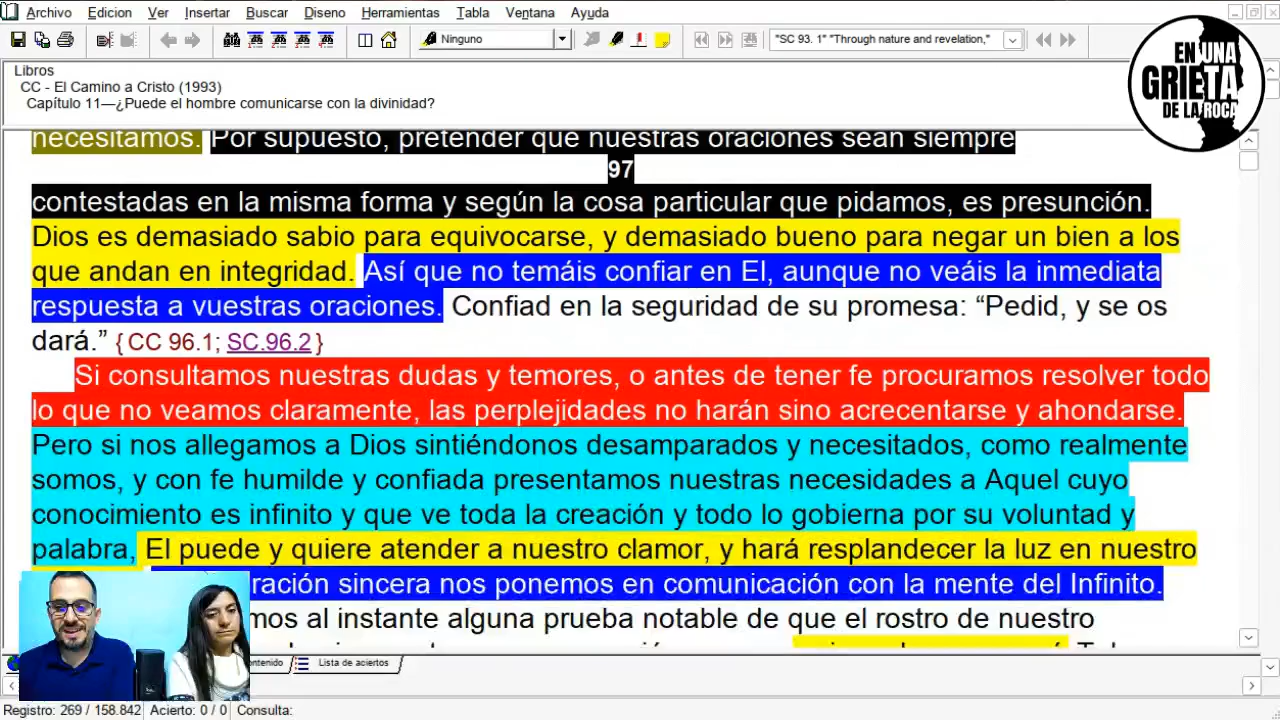 Archivo Edicion Ver Insertar Buscar Diseno Herramientas Tabla Ventana Ayuda
Ninguno "SC 93. 1" "Through nature and revelation,"
EN UNA
GRIETA
DE LA ROCA
Libros
CC - El Camino a Cristo (1993)
Capítulo 11—¿Puede el hombre comunicarse con la divinidad?
necesitamos. Por supuesto, pretender que nuestras oraciones sean siempre
97
contestadas en la misma forma y según la cosa particular que pidamos, es presunción.
Dios es demasiado sabio para equivocarse, y demasiado bueno para negar un bien a los
que andan en integridad. Así que no temáis confiar en El, aunque no veáis la inmediata
respuesta a vuestras oraciones. Confiad en la seguridad de su promesa: “Pedid, y se os
dará.” {CC 96.1; SC.96.2}
Si consultamos nuestras dudas y temores, o antes de tener fe procuramos resolver todo
lo que no veamos claramente, las perplejidades no harán sino acrecentarse y ahondarse.
Pero si nos allegamos a Dios sintiéndonos desamparados y necesitados, como realmente
somos, y con fe humilde y confiada presentamos nuestras necesidades a Aquel cuyo
conocimiento es infinito y que ve toda la creación y todo lo gobierna por su voluntad y
palabra, El puede y quiere atender a nuestro clamor, y hará resplandecer la luz en nuestro
ración sincera nos ponemos en comunicación con la mente del Infinito.
mos al instante alguna prueba notable de que el rostro de nuestro
ntenido Lista de aciertos
Registro: 269 / 158.842 Acierto: 0 / 0 Consulta: